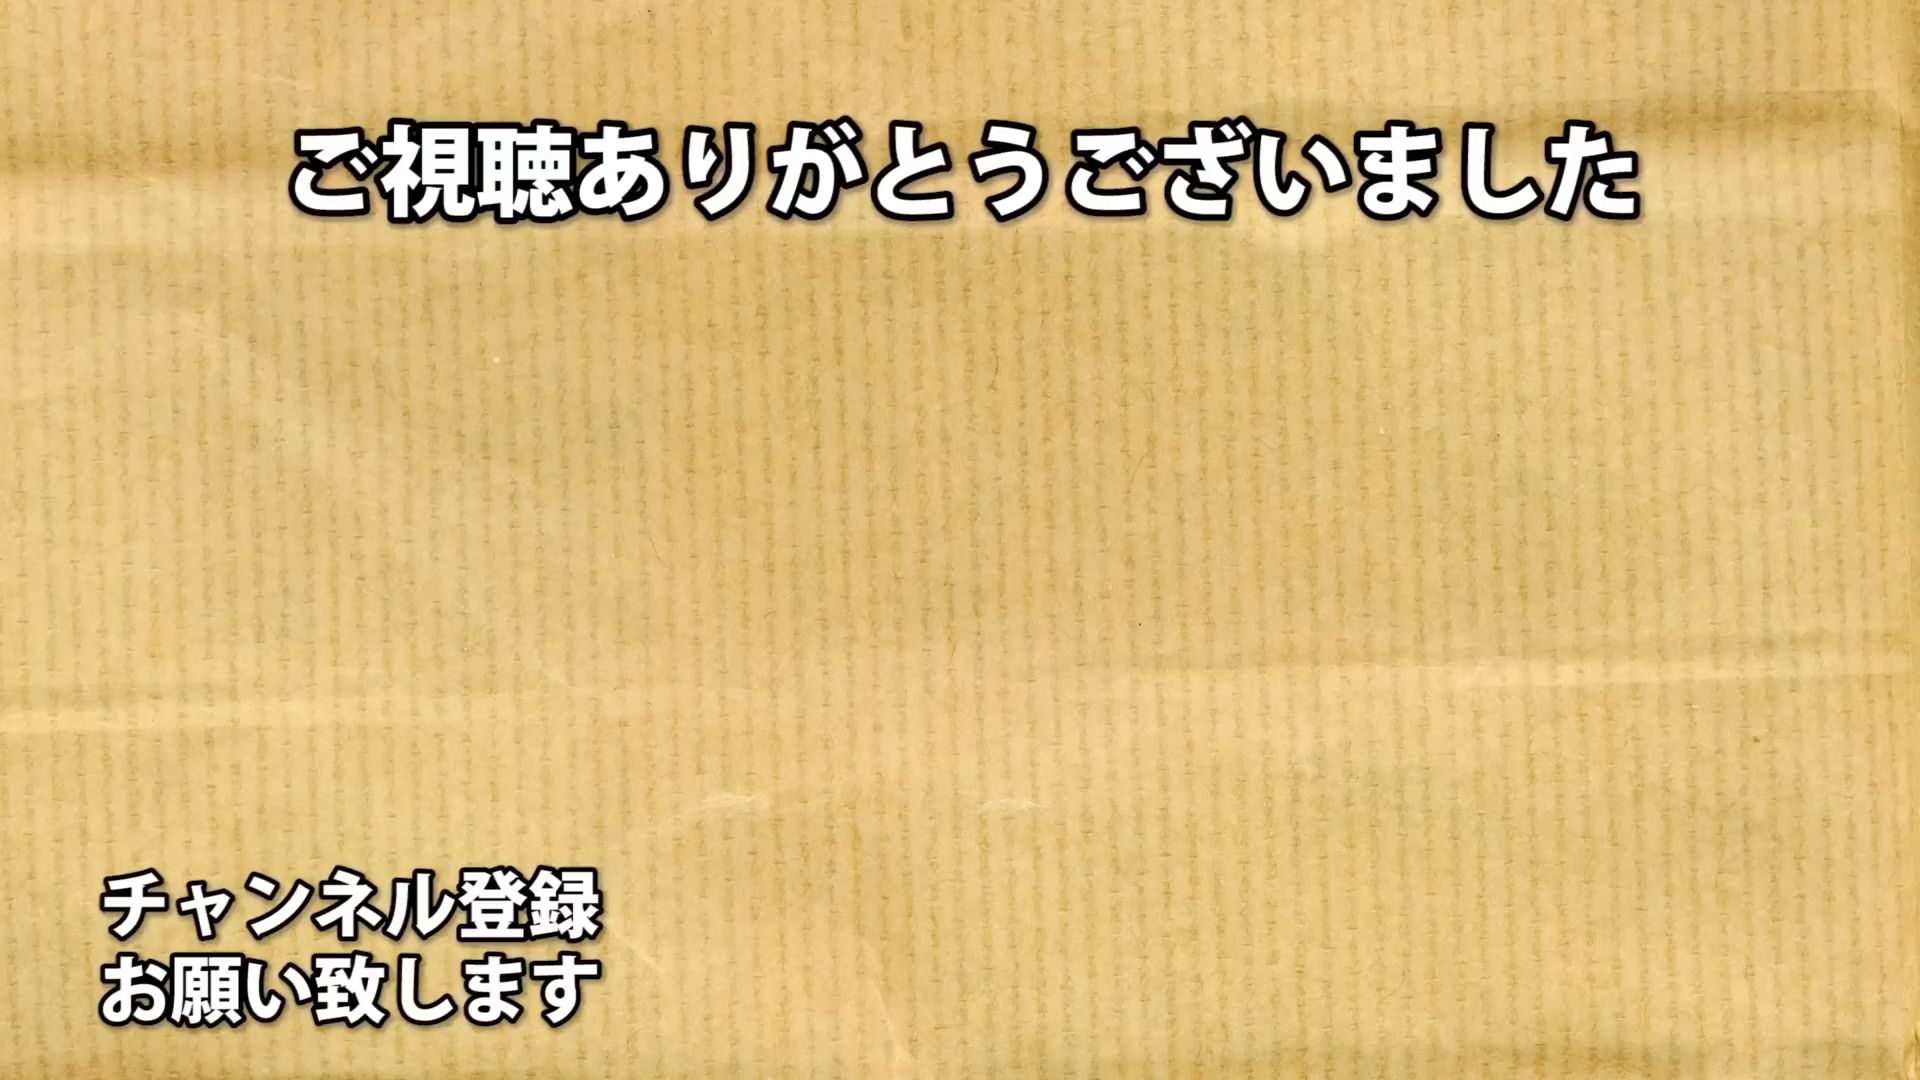 ご視聴ありがとうございました
チャンネル登録
お願い致します